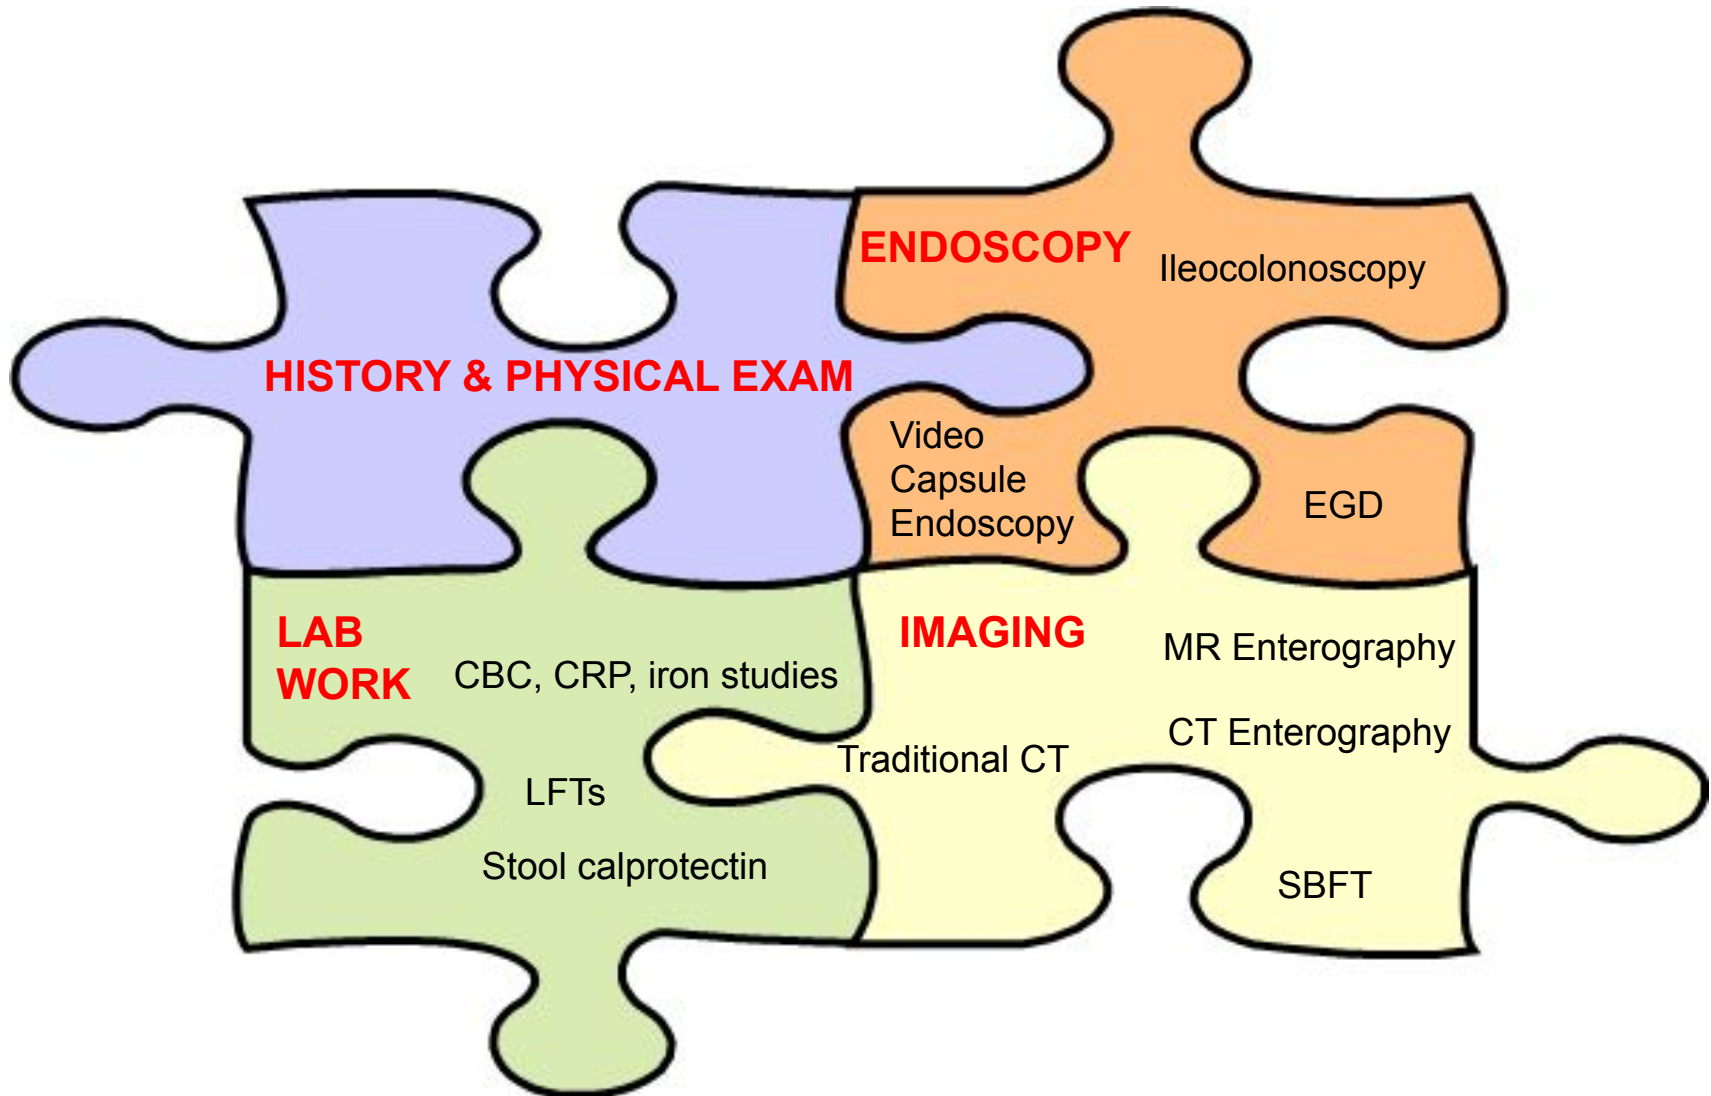 ENDOSCOPY
Ileocolonoscopy
HISTORY & PHYSICAL EXAM
Video
Capsule
Endoscopy
EGD
LAB
WORK
CBC, CRP, iron studies
LFTs
Stool calprotectin
IMAGING
MR Enterography
CT Enterography
Traditional CT
SBFT